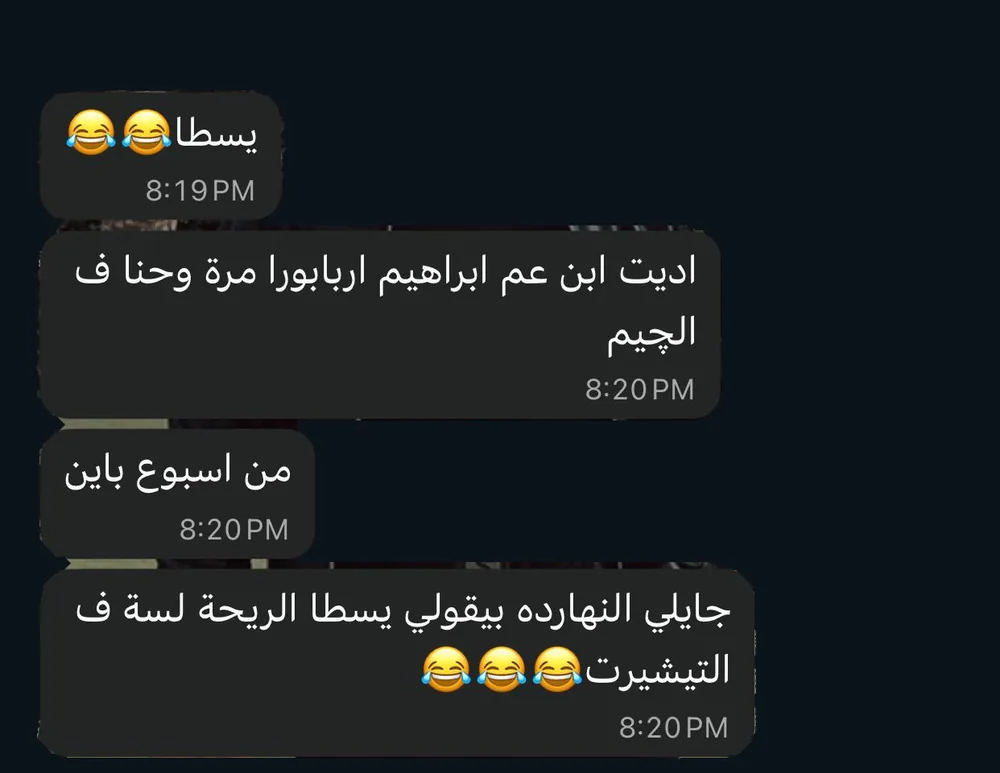 يسطا😂😂
8:19 PM
اديت ابن عم ابراهيم اربابورا مرة وحنا ف
الچيم
8:20 PM
من اسبوع باين
8:20 PM
جايلي النهارده بيقولي يسطا الريحة لسة ف
التيشيرت😂😂😂
8:20 PM